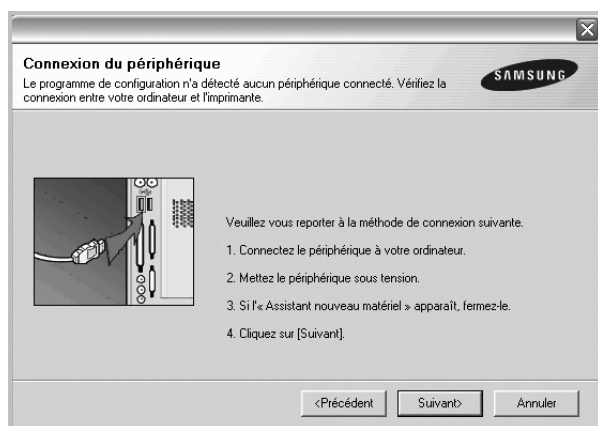 Connexion du périphérique
Le programme de configuration n'a détecté aucun périphérique connecté. Vérifiez la
connexion entre votre ordinateur et l'imprimante.
SAMSUNG
Veuillez vous reporter à la méthode de connexion suivante.
1. Connectez le périphérique à votre ordinateur.
2. Mettez le périphérique sous tension.
3. Si l'« Assistant nouveau matériel » apparaît, fermez-le.
4. Cliquez sur [Suivant].
<Précédent
Suivant>
Annuler